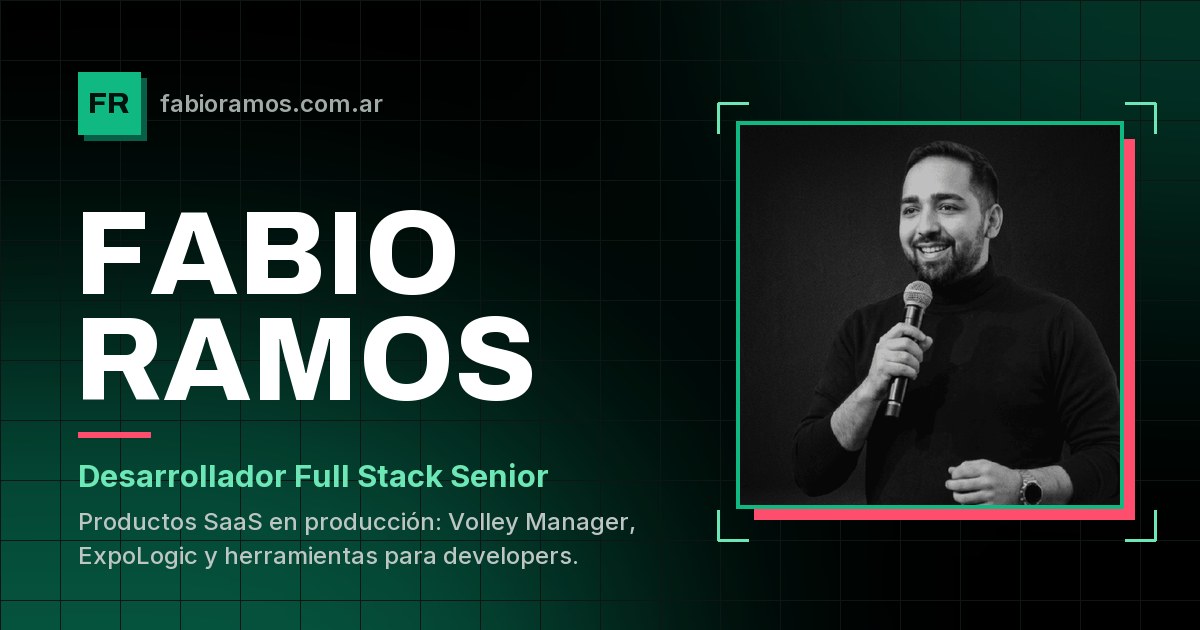 FR
fabioramos.com.ar
FABIO
RAMOS
Desarrollador Full Stack Senior
Productos SaaS en producción: Volley Manager,
ExpoLogic y herramientas para developers.